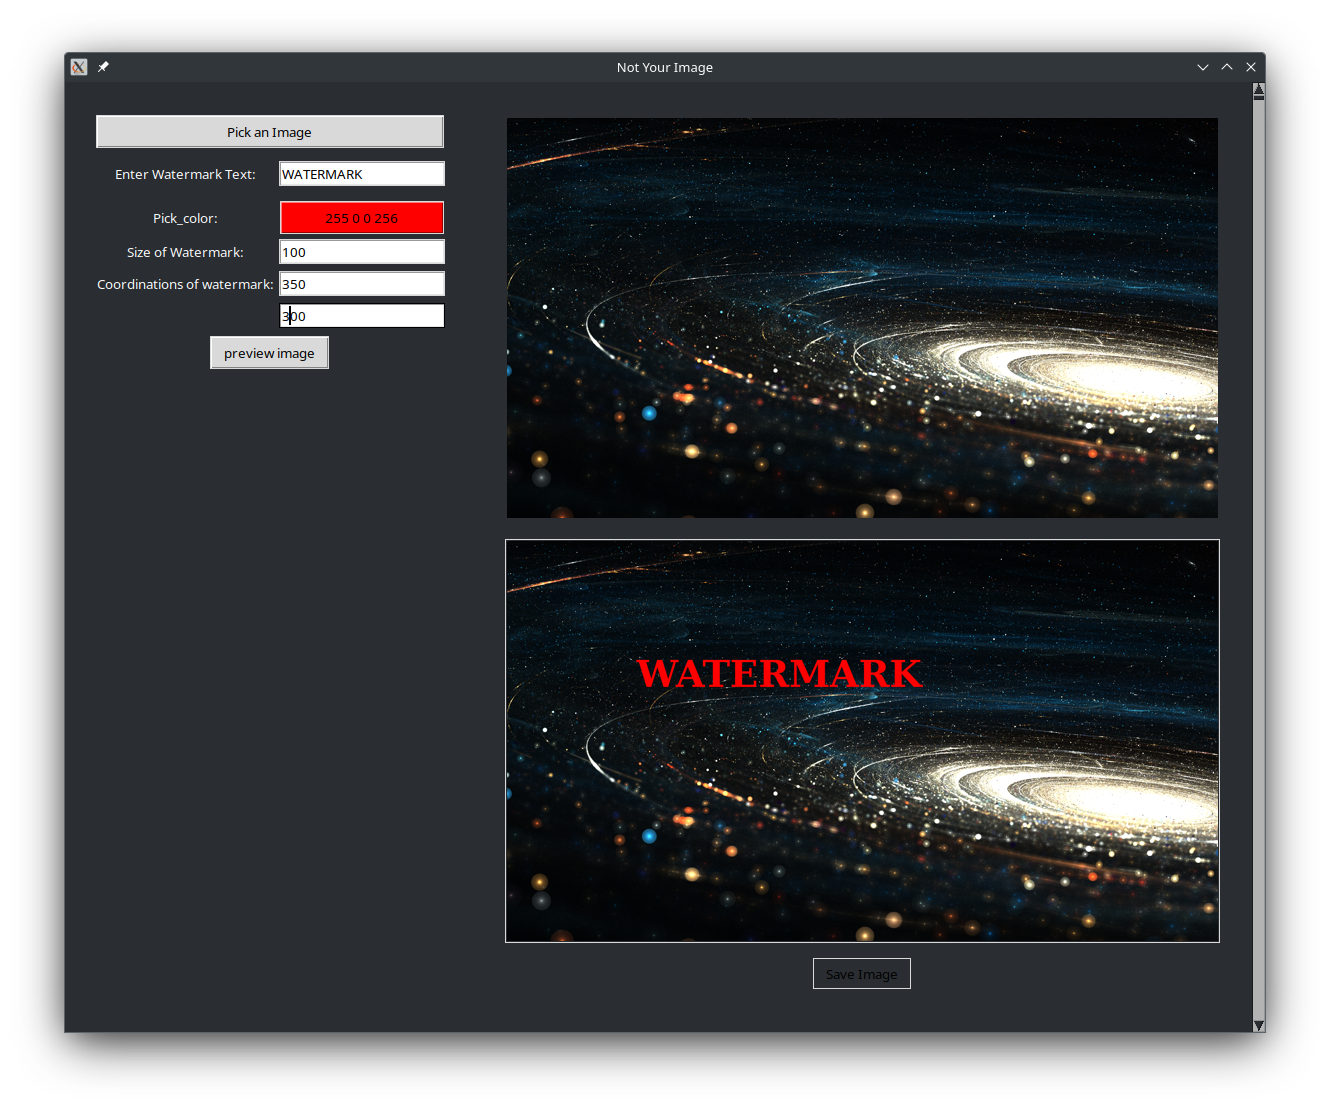 Not Your Image
Pick an Image
Enter Watermark Text: WATERMARK
Pick_color: 255 0 0 256
Size of Watermark: 100
Coordinations of watermark: 350
300
preview image
WATERMARK
Save Image